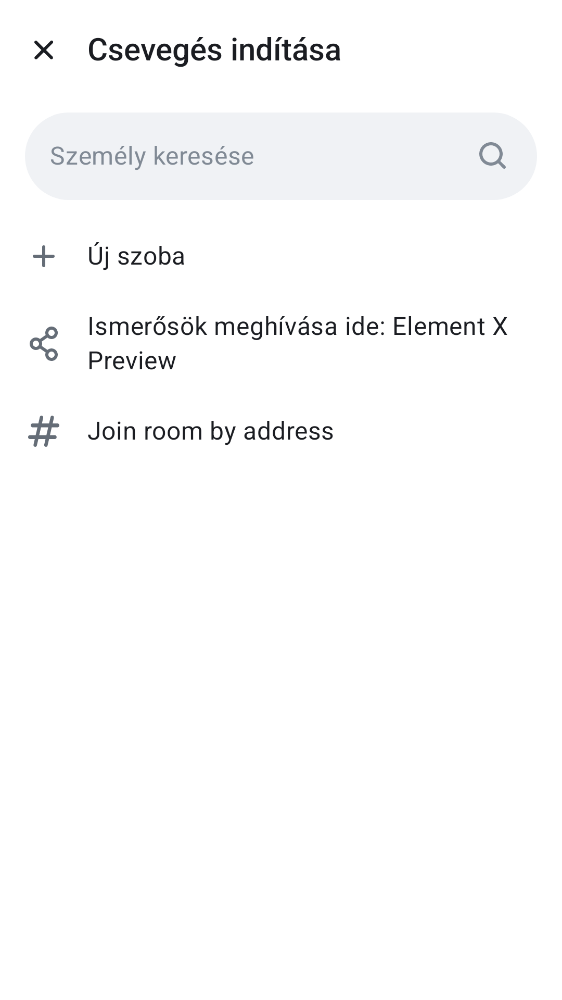 Csevegés indítása
Személy keresése
Új szoba
Ismerősök meghívása ide: Element X
Preview
Join room by address